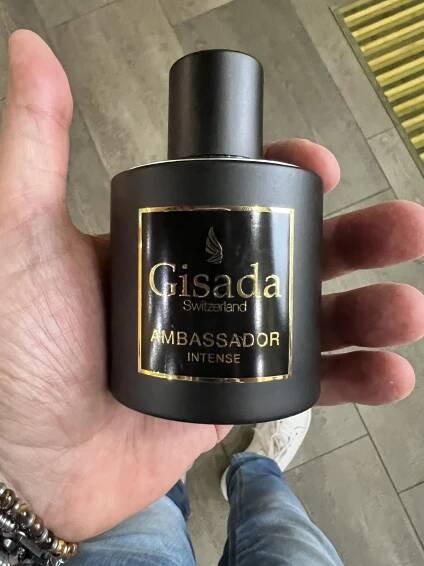 Gisada
Switzerland
AMBASSADOR
INTENSE